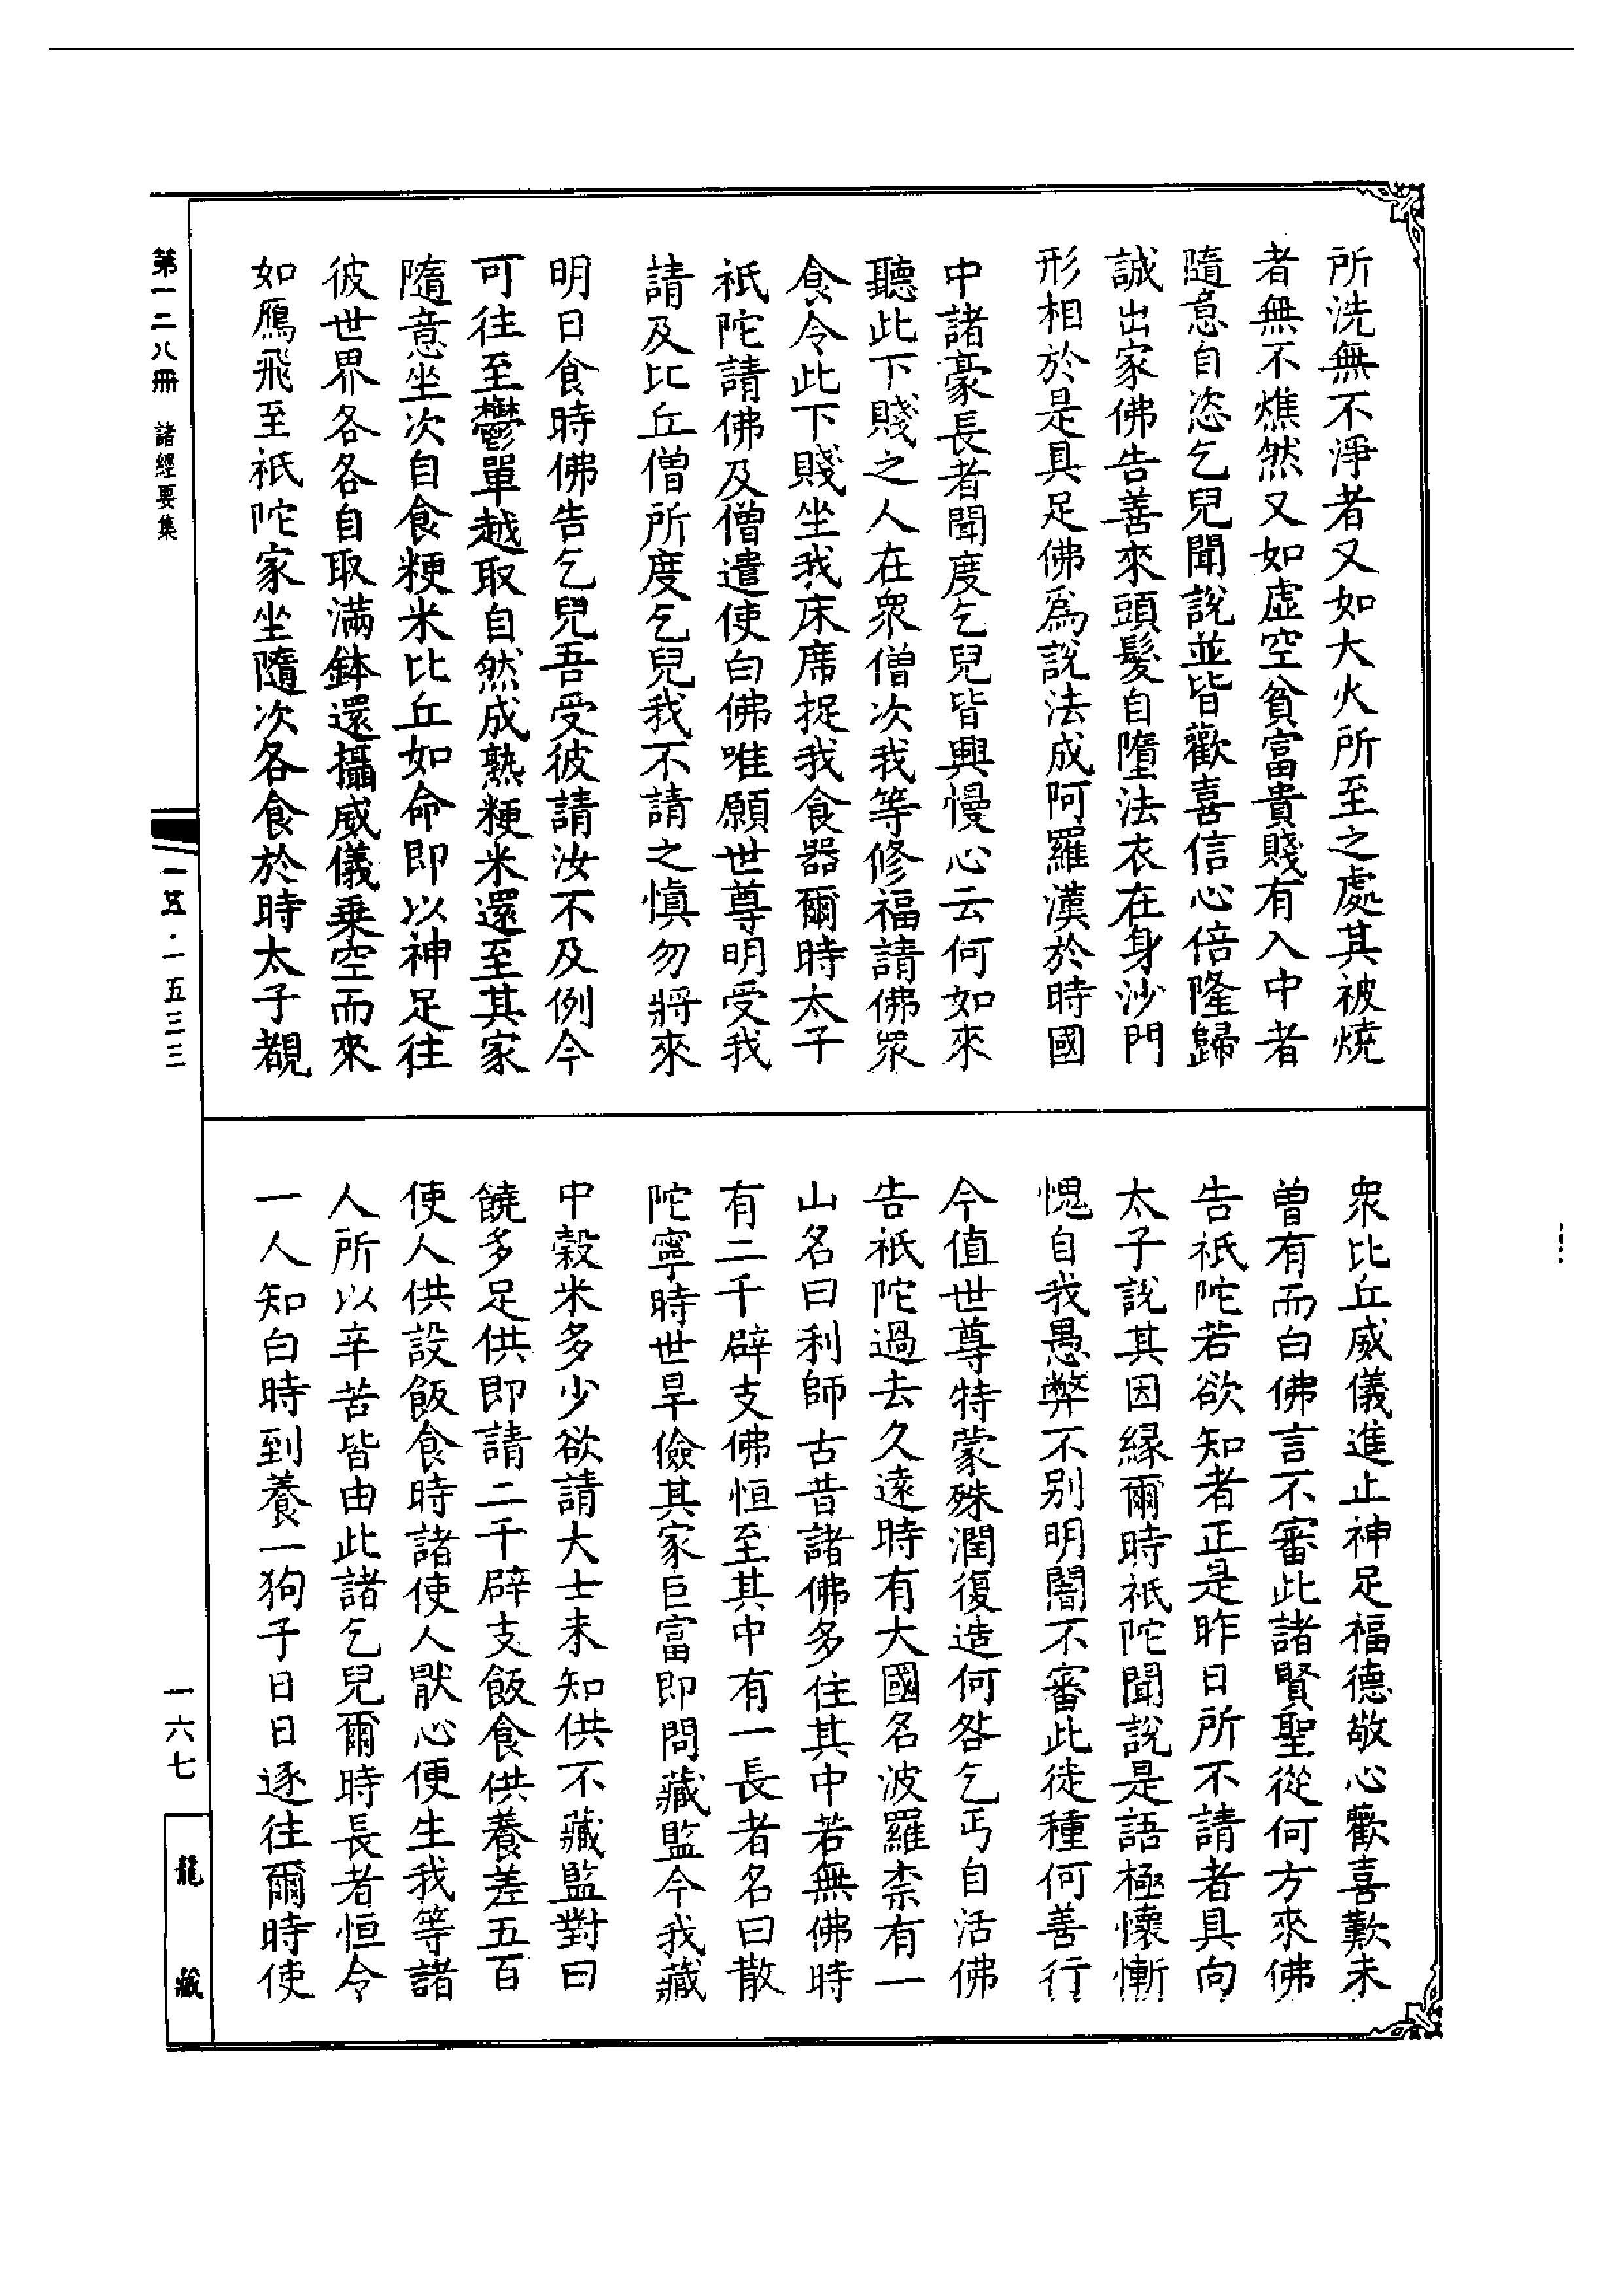 所洗無不淨者又如大火所至之處其被燒
者無不燋然又如虛空貧富貴賤有入中者
隨意自恣乞兒聞說並皆歡喜信心倍隆歸
誠出家佛告善來頭髮自墮法衣在身沙門
形相於是具足佛為說法成阿羅漢於時國
中諸豪長者聞度乞兒皆興慢心云何如來
聽此下賤之人在眾僧次我等修福請佛眾
食令此下賤坐我床席捉我食器爾時太子
祇陀請佛及僧遣使白佛唯願世尊明受我
請及比丘僧所度乞兒我不請之慎勿將來
明日食時佛告乞兒吾受彼請汝不及例今
可往至鬱單越取自然成熟粳米還至其家
隨意坐次自食粳米比丘如命即以神足往
彼世界各各自取滿鉢還攝威儀乘空而來
如鴈飛至祇陀家坐隨次各食於時太子覩
眾比丘威儀進止神足福德敬心歡喜歎未
曾有而白佛言不審此諸賢聖從何方來佛
告祇陀若欲知者正是昨日所不請者具向
太子說其因緣爾時祇陀聞說是語極懷慚
愧自我愚弊不別明闇不審此徒種何善行
今值世尊特蒙殊潤復造何咎乞丐自活佛
告祇陀過去久遠時有大國名波羅柰有一
山名曰利師古昔諸佛多住其中若無佛時
有二千辟支佛恒至其中有一長者名曰散
陀寧時世旱儉其家巨富即問藏監今我藏
中穀米多少欲請大士未知供不藏監對曰
饒多足供即請二千辟支飯食供養差五百
使人供設飯食時諸使人厭心便生我等諸
人所以辛苦皆由此諸乞兒爾時長者恒令
一人知白時到養一狗子日日逐往爾時使
第一二八冊 諸經要集
一五·一五三三
一六七
龍藏